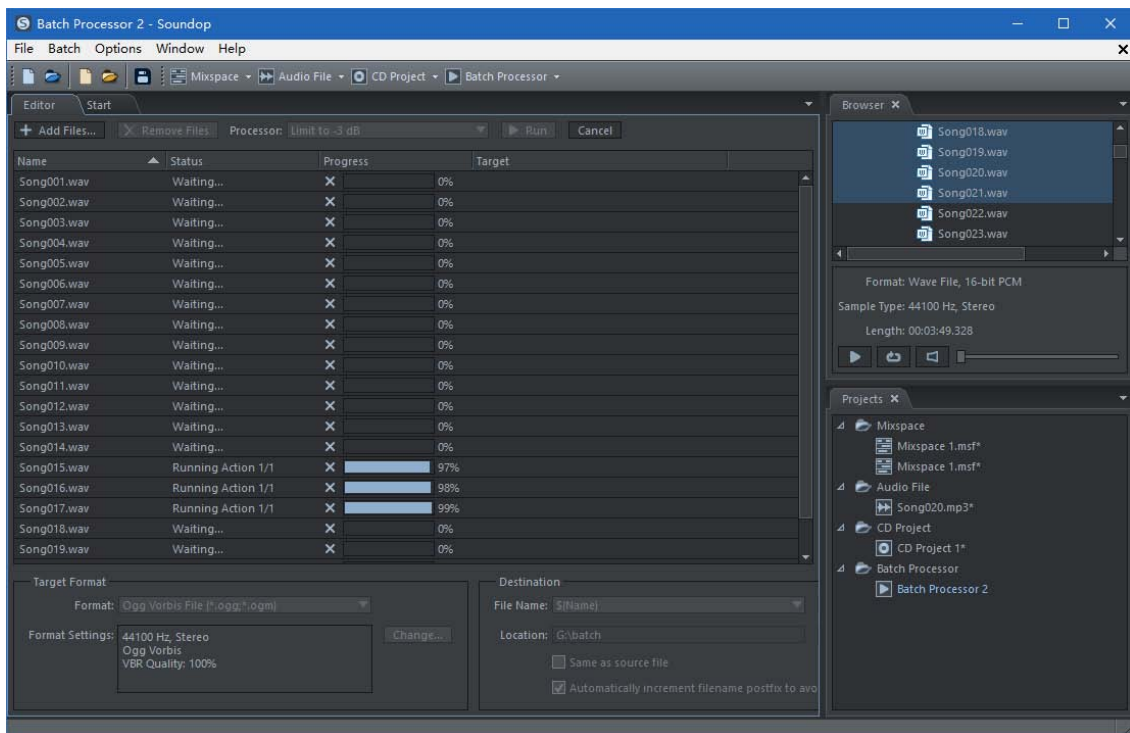 Batch Processor 2 - Soundop
File Batch Options Window Help
Mixspace Audio File CD Project Batch Processor
Editor Start
Add Files... Remove Files Processor: Limit to -3 dB Run Cancel
Name Status Progress Target
Song001.wav Waiting... 0%
Song002.wav Waiting... 0%
Song003.wav Waiting... 0%
Song004.wav Waiting... 0%
Song005.wav Waiting... 0%
Song006.wav Waiting... 0%
Song007.wav Waiting... 0%
Song008.wav Waiting... 0%
Song009.wav Waiting... 0%
Song010.wav Waiting... 0%
Song011.wav Waiting... 0%
Song012.wav Waiting... 0%
Song013.wav Waiting... 0%
Song014.wav Waiting... 0%
Song015.wav Running Action 1/1 97%
Song016.wav Running Action 1/1 98%
Song017.wav Running Action 1/1 99%
Song018.wav Waiting... 0%
Song019.wav Waiting... 0%
Target Format
Format: Ogg Vorbis File (*.ogg;*.ogm)
Format Settings: 44100 Hz, Stereo
Ogg Vorbis
VBR Quality: 100%
Change...
Destination
File Name: $(Name)
Location: G:\batch
Same as source file
Automatically increment filename postfix to avo
Browser
Song018.wav
Song019.wav
Song020.wav
Song021.wav
Song022.wav
Song023.wav
Format: Wave File, 16-bit PCM
Sample Type: 44100 Hz, Stereo
Length: 00:03:49.328
Projects
Mixspace
Mixspace 1.msf*
Mixspace 1.msf*
Audio File
Song020.mp3*
CD Project
CD Project 1*
Batch Processor
Batch Processor 2